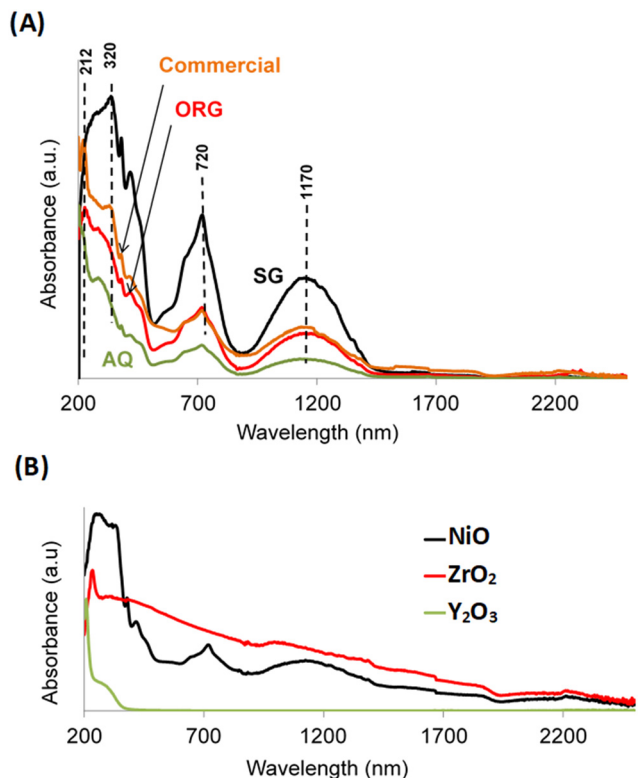 (A)
212
320
Commercial
ORG
720
1170
SG
AQ
Absorbance (a.u.)
200 700 1200 1700 2200
Wavelength (nm)
(B)
NiO
ZrO₂
Y₂O₃
Absorbance (a.u)
200 700 1200 1700 2200
Wavelength (nm)